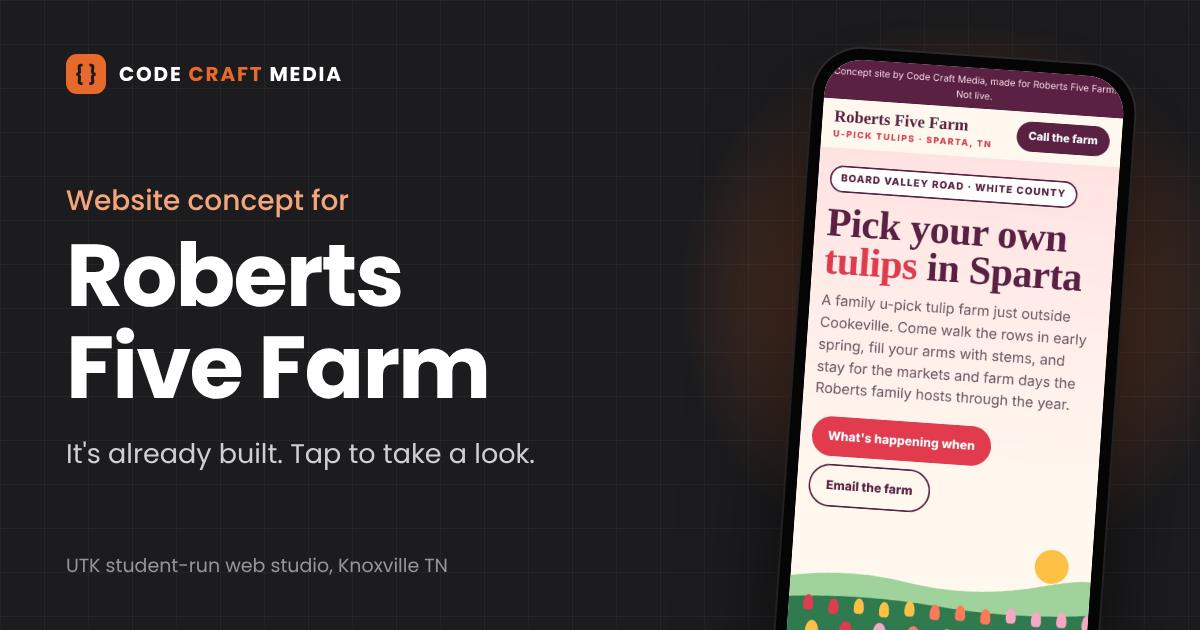 { } CODE CRAFT MEDIA
Website concept for
Roberts
Five Farm
It's already built. Tap to take a look.
UTK student-run web studio, Knoxville TN
Concept site by Code Craft Media, made for Roberts Five Farm.
Not live.
Roberts Five Farm
U-PICK TULIPS · SPARTA, TN
Call the farm
BOARD VALLEY ROAD · WHITE COUNTY
Pick your own
tulips in Sparta
A family u-pick tulip farm just outside
Cookeville. Come walk the rows in early
spring, fill your arms with stems, and
stay for the markets and farm days the
Roberts family hosts through the year.
What's happening when
Email the farm